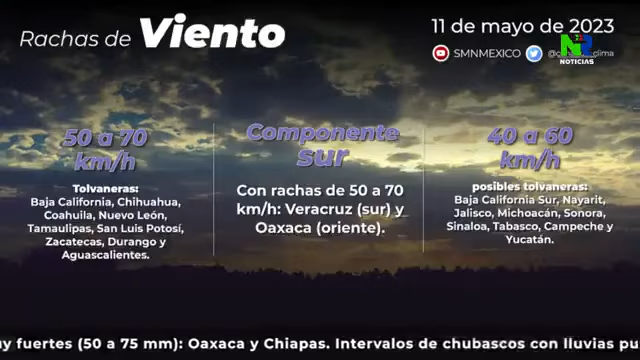 Rachas de Viento
11 de mayo de 2023
SMNMEXICO
NOTICIAS
50 a 70
km/h
Tolvaneras:
Baja California, Chihuahua,
Coahuila, Nuevo León,
Tamaulipas, San Luis Potosí,
Zacatecas, Durango y
Aguascalientes.
Componente
sur
Con rachas de 50 a 70
km/h: Veracruz (sur) y
Oaxaca (oriente).
40 a 60
km/h
posibles tolvaneras:
Baja California Sur, Nayarit,
Jalisco, Michoacán, Sonora,
Sinaloa, Tabasco, Campeche y
Yucatán.
uy fuertes (50 a 75 mm): Oaxaca y Chiapas. Intervalos de chubascos con lluvias pu